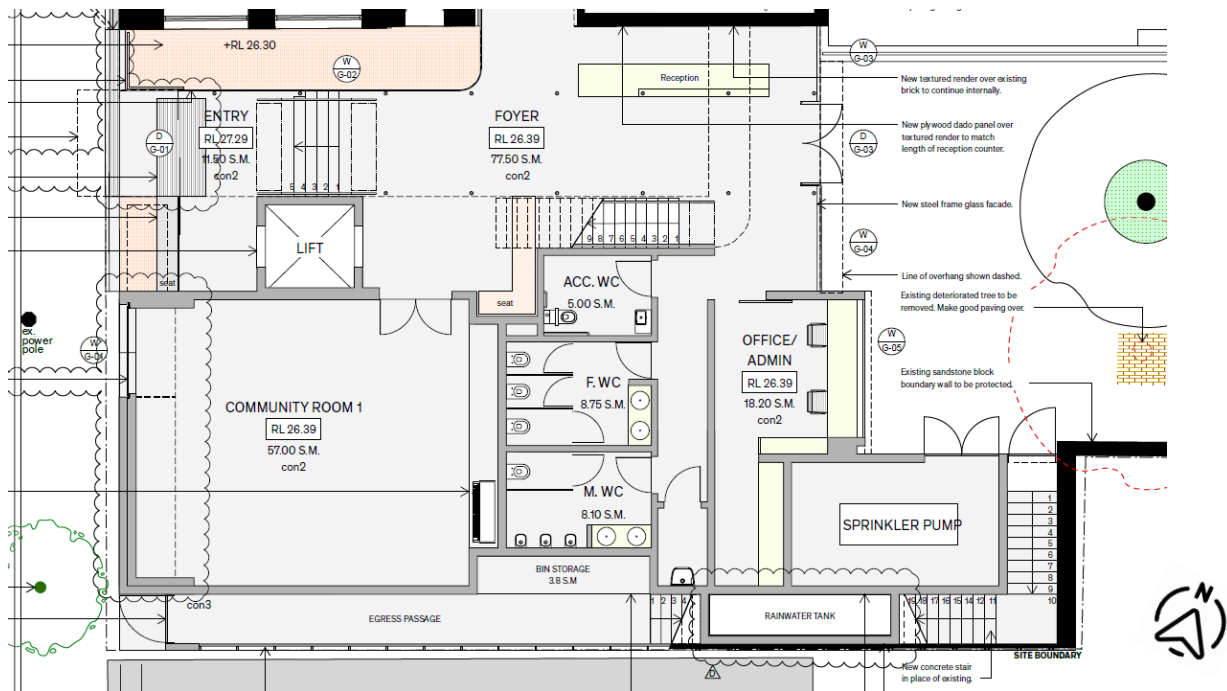 +RL 26.30
W
G-02
Reception
W
G-03
New textured render over existing
brick to continue internally.
ENTRY
RL 27.29
11.50 S.M.
con2
FOYER
RL 26.39
77.50 S.M.
con2
D
G-01
New plywood dado panel over
textured render to match
length of reception counter.
D
G-03
5 4 3 2 1
New steel frame glass facade.
9 8 7 6 5 4 3 2 1
W
G-04
LIFT
seat
seat
ACC. WC
5.00 S.M.
Line of overhang shown dashed.
Existing deteriorated tree to be
removed. Make good paving over.
ex.
power
pole
W
G-01
OFFICE/
ADMIN
RL 26.39
18.20 S.M.
con2
W
G-05
Existing sandstone block
boundary wall to be protected.
F. WC
8.75 S.M.
COMMUNITY ROOM 1
RL 26.39
57.00 S.M.
con2
M. WC
8.10 S.M.
SPRINKLER PUMP
1
2
3
4
5
6
7
8
9
10
BIN STORAGE
3.8 S.M
con3
EGRESS PASSAGE
1 2 3 4
RAINWATER TANK
19 18 17 16 15 14 13 12 11
N
SITE BOUNDARY
D
New concrete stair
in place of existing.